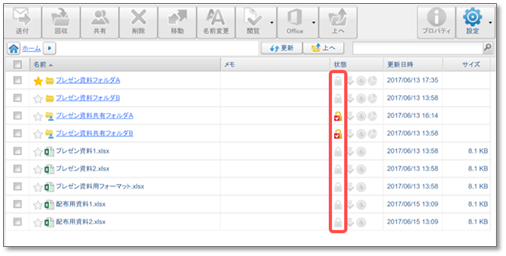 送付 回収 共有 削除 移動 名前変更 閲覧 Office 上へ プロパティ 設定
ホーム 更新 上へ
名前 メモ 状態 更新日時 サイズ
プレゼン資料フォルダA 2017/06/13 17:35
プレゼン資料フォルダB 2017/06/13 13:58
プレゼン資料共有フォルダA 2017/06/13 16:14
プレゼン資料共有フォルダB 2017/06/13 13:58
プレゼン資料1.xlsx 2017/06/13 13:58 8.1 KB
プレゼン資料2.xlsx 2017/06/13 13:58 8.1 KB
プレゼン資料用フォーマット.xlsx 2017/06/13 13:58 8.1 KB
配布用資料1.xlsx 2017/06/15 13:09 8.1 KB
配布用資料2.xlsx 2017/06/15 13:09 8.1 KB